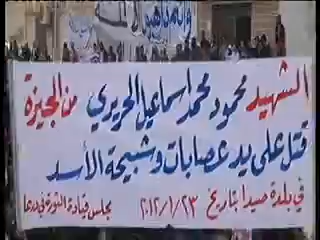 الشهيد محمود محمد اسماعيل الحريري من الجيزة
قتل على يد عصابات وشبيحة الأسد
في بلدة صيدا بتاريخ ٢٠١٢/١/٢٣ مجلس قيادة الثورة في درعا